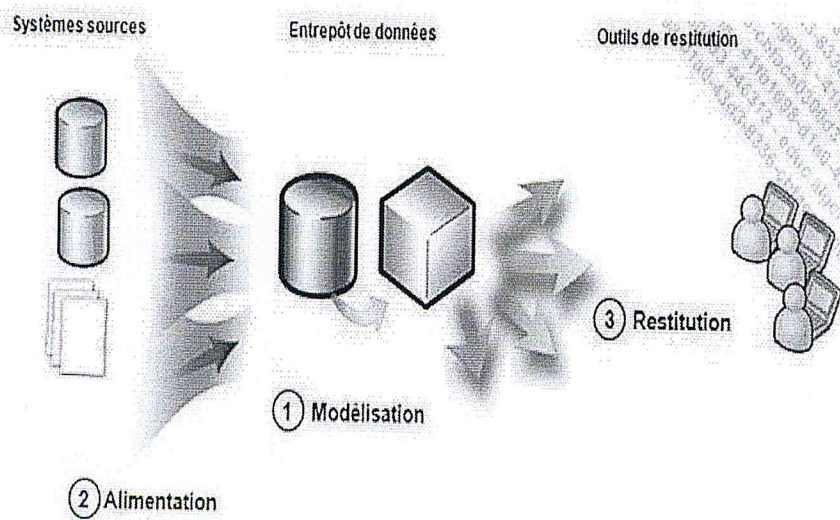 Systèmes sources
Entrepôt de données
Outils de restitution
③ Restitution
① Modélisation
② Alimentation